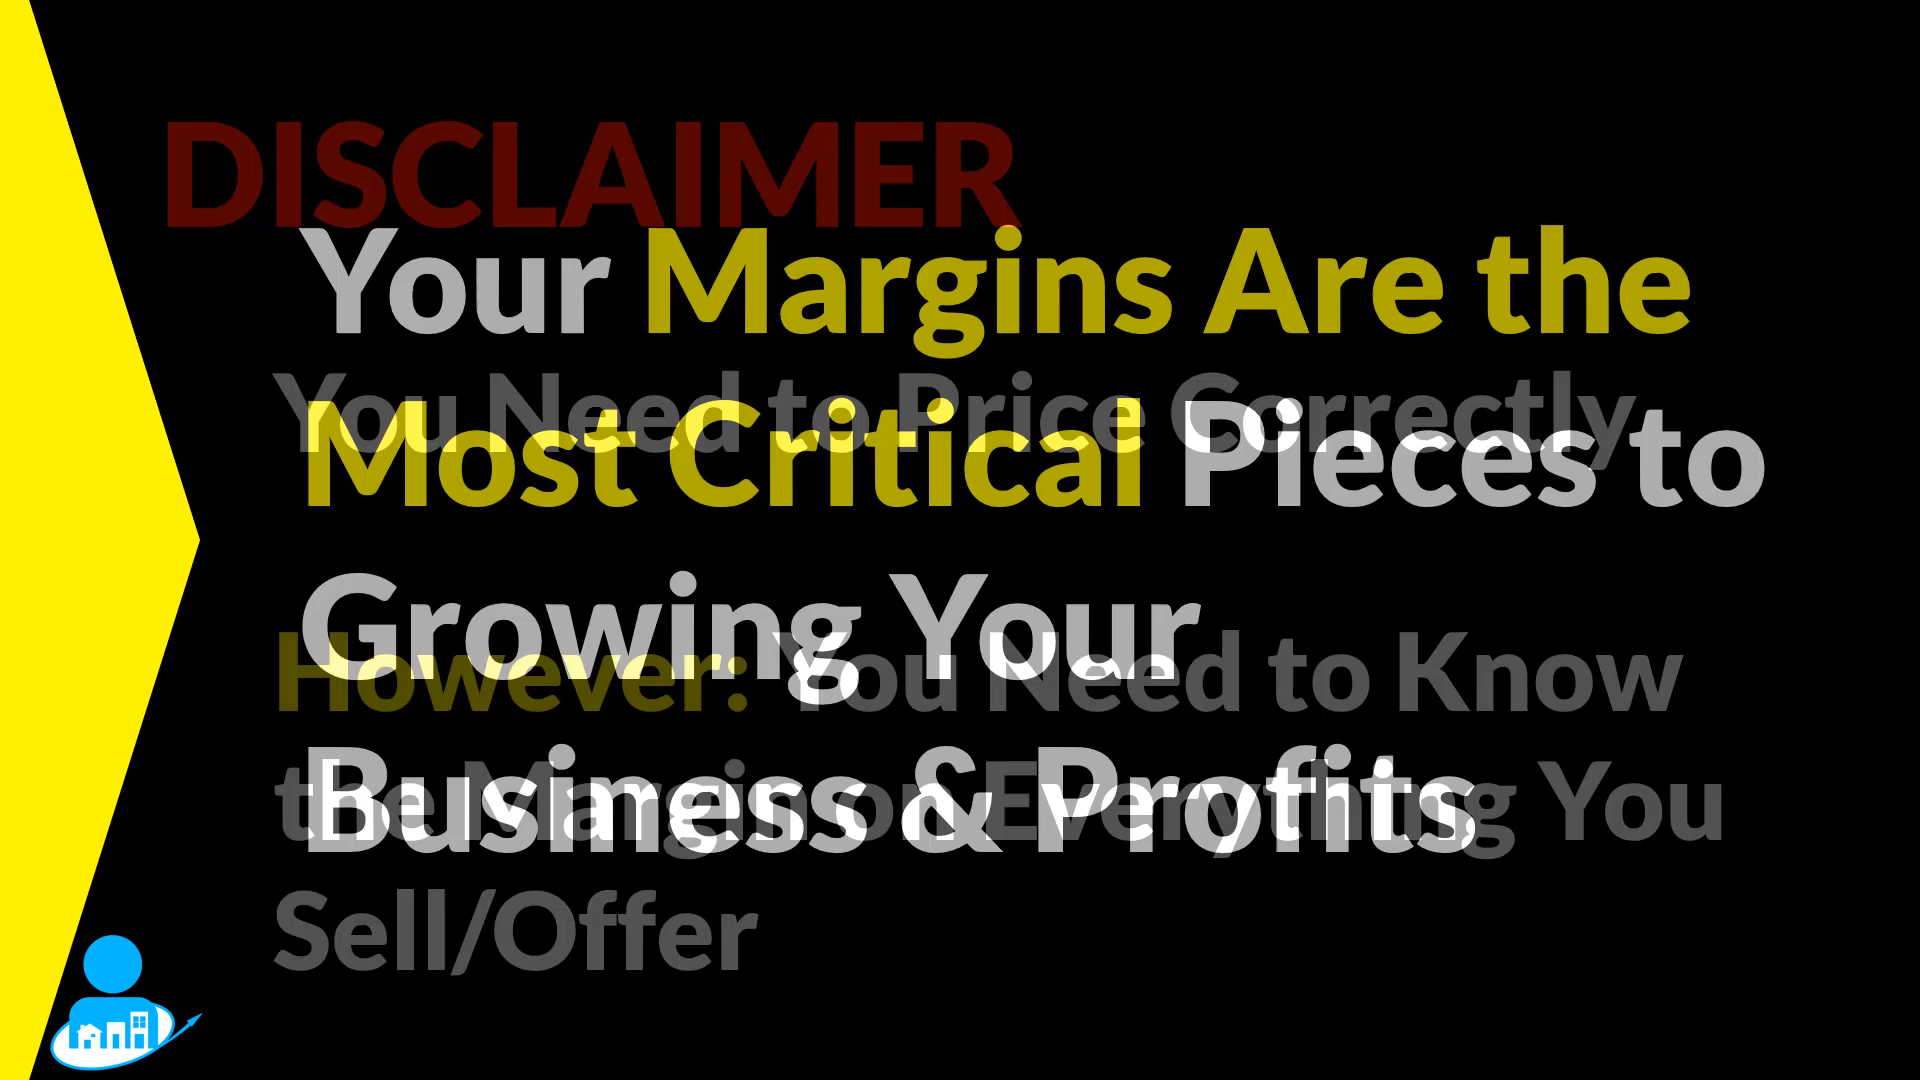 DISCLAIMER
Your Margins Are the
Most Critical Pieces to
Growing Your
Business & Profits
You Need to Price Correctly
However: You Need to Know
the Margin on Everything You
Sell/Offer